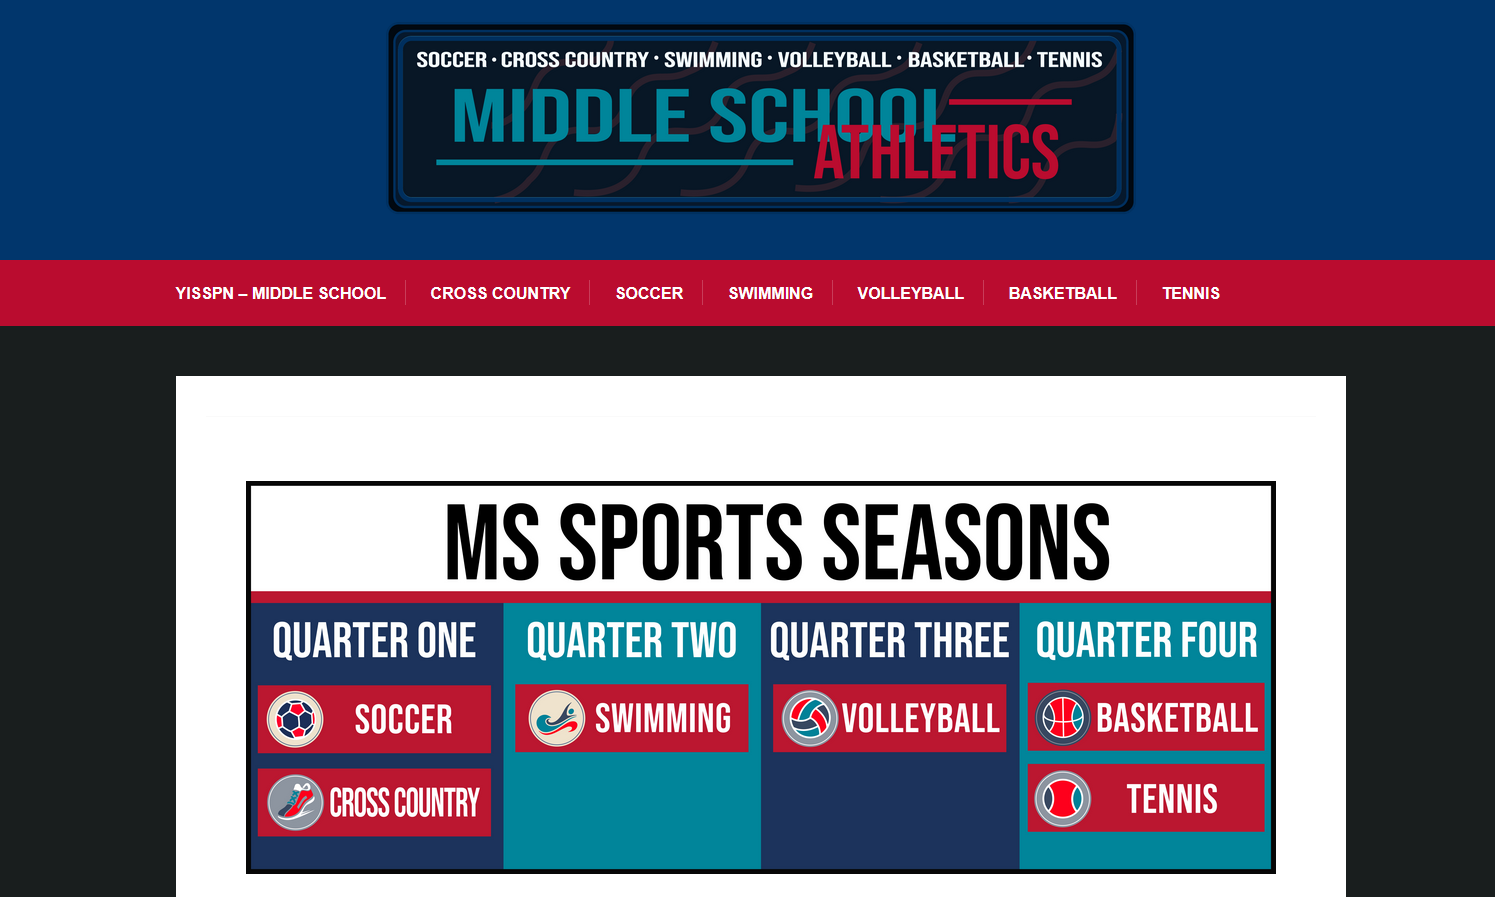 SOCCER · CROSS COUNTRY · SWIMMING · VOLLEYBALL · BASKETBALL · TENNIS
MIDDLE SCHOOL
ATHLETICS
YISSPN – MIDDLE SCHOOL CROSS COUNTRY SOCCER SWIMMING VOLLEYBALL BASKETBALL TENNIS
MS SPORTS SEASONS
QUARTER ONE QUARTER TWO QUARTER THREE QUARTER FOUR
SOCCER SWIMMING VOLLEYBALL BASKETBALL
CROSS COUNTRY TENNIS